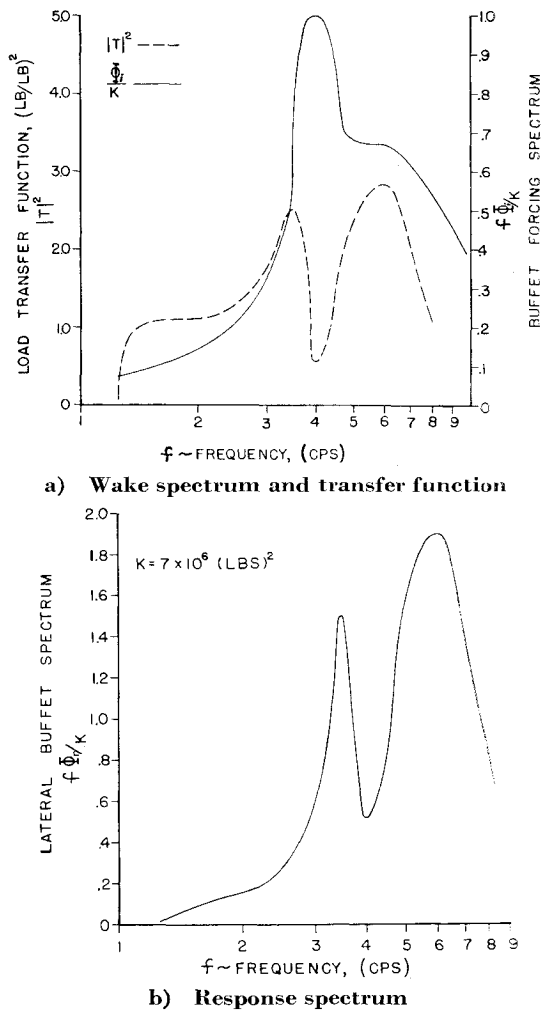 5.0
4.0
3.0
2.0
1.0
0
LOAD TRANSFER FUNCTION, (LB/LB)²
|T|²
|T|²
Φi
K
1.0
.9
.8
.7
.6
.5
.4
.3
.2
.1
0
f Φi/K
BUFFET FORCING SPECTRUM
1 2 3 4 5 6 7 8 9
f ~ FREQUENCY, (CPS)
a) Wake spectrum and transfer function
2.0
1.8
1.6
1.4
1.2
1.0
.8
.6
.4
.2
0
LATERAL BUFFET SPECTRUM
f Φr/K
K = 7 × 10⁶ (LBS)²
1 2 3 4 5 6 7 8 9
f ~ FREQUENCY, (CPS)
b) Response spectrum